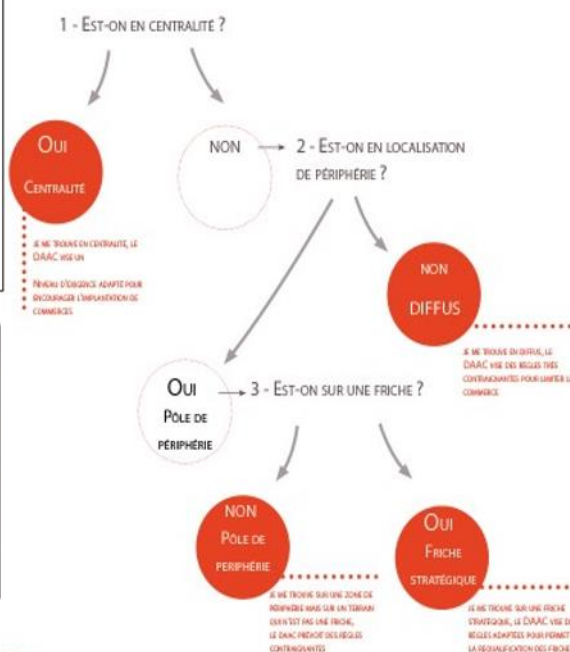 1 - EST-ON EN CENTRALITÉ ?
OUI
CENTRALITÉ
NON
2 - EST-ON EN LOCALISATION
DE PÉRIPHÉRIE ?
JE ME TROUVE EN CENTRALITÉ, LE
DAAC VISE UN
NIVEAU D'EXIGENCE ADAPTÉ POUR
ENCOURAGER L'IMPLANTATION DE
COMMERCES
NON
DIFFUS
JE ME TROUVE EN DIFFUS, LE
DAAC VISE DES RÈGLES TRÈS
CONTRAIGNANTES POUR LIMITER
COMMERCE
OUI
PÔLE DE
PÉRIPHÉRIE
3 - EST-ON SUR UNE FRICHE ?
NON
PÔLE DE
PERIPHÉRIE
JE ME TROUVE SUR UNE ZONE DE
PÉRIPHÉRIE MAIS SUR UN TERRAIN
QUI N'EST PAS UNE FRICHE,
LE DAAC PRÉVOIT DES RÈGLES
CONTRAIGNANTES
OUI
FRICHE
STRATÉGIQUE
JE ME TROUVE SUR UNE FRICHE
STRATÉGIQUE, LE DAAC VISE
RÈGLES ADAPTÉES POUR
LA REQUALIFICATION DES